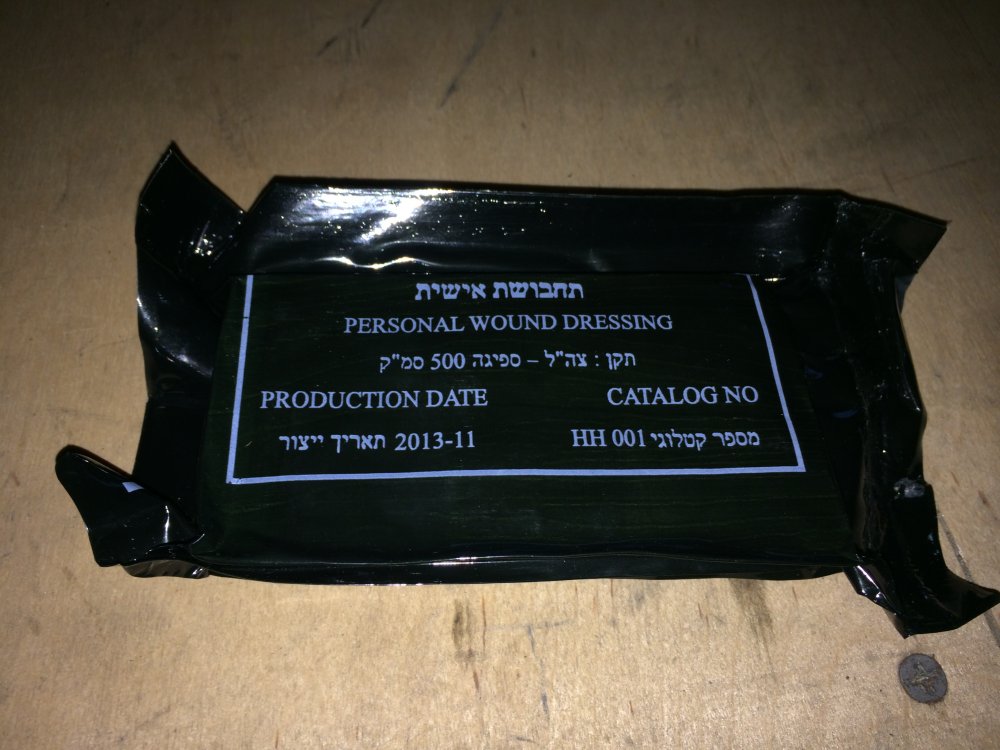 תחבושת אישית
PERSONAL WOUND DRESSING
תקן : צה"ל – ספיגה 500 סמ"ק
PRODUCTION DATE CATALOG NO
תאריך ייצור 2013-11 מספר קטלוגי HH 001